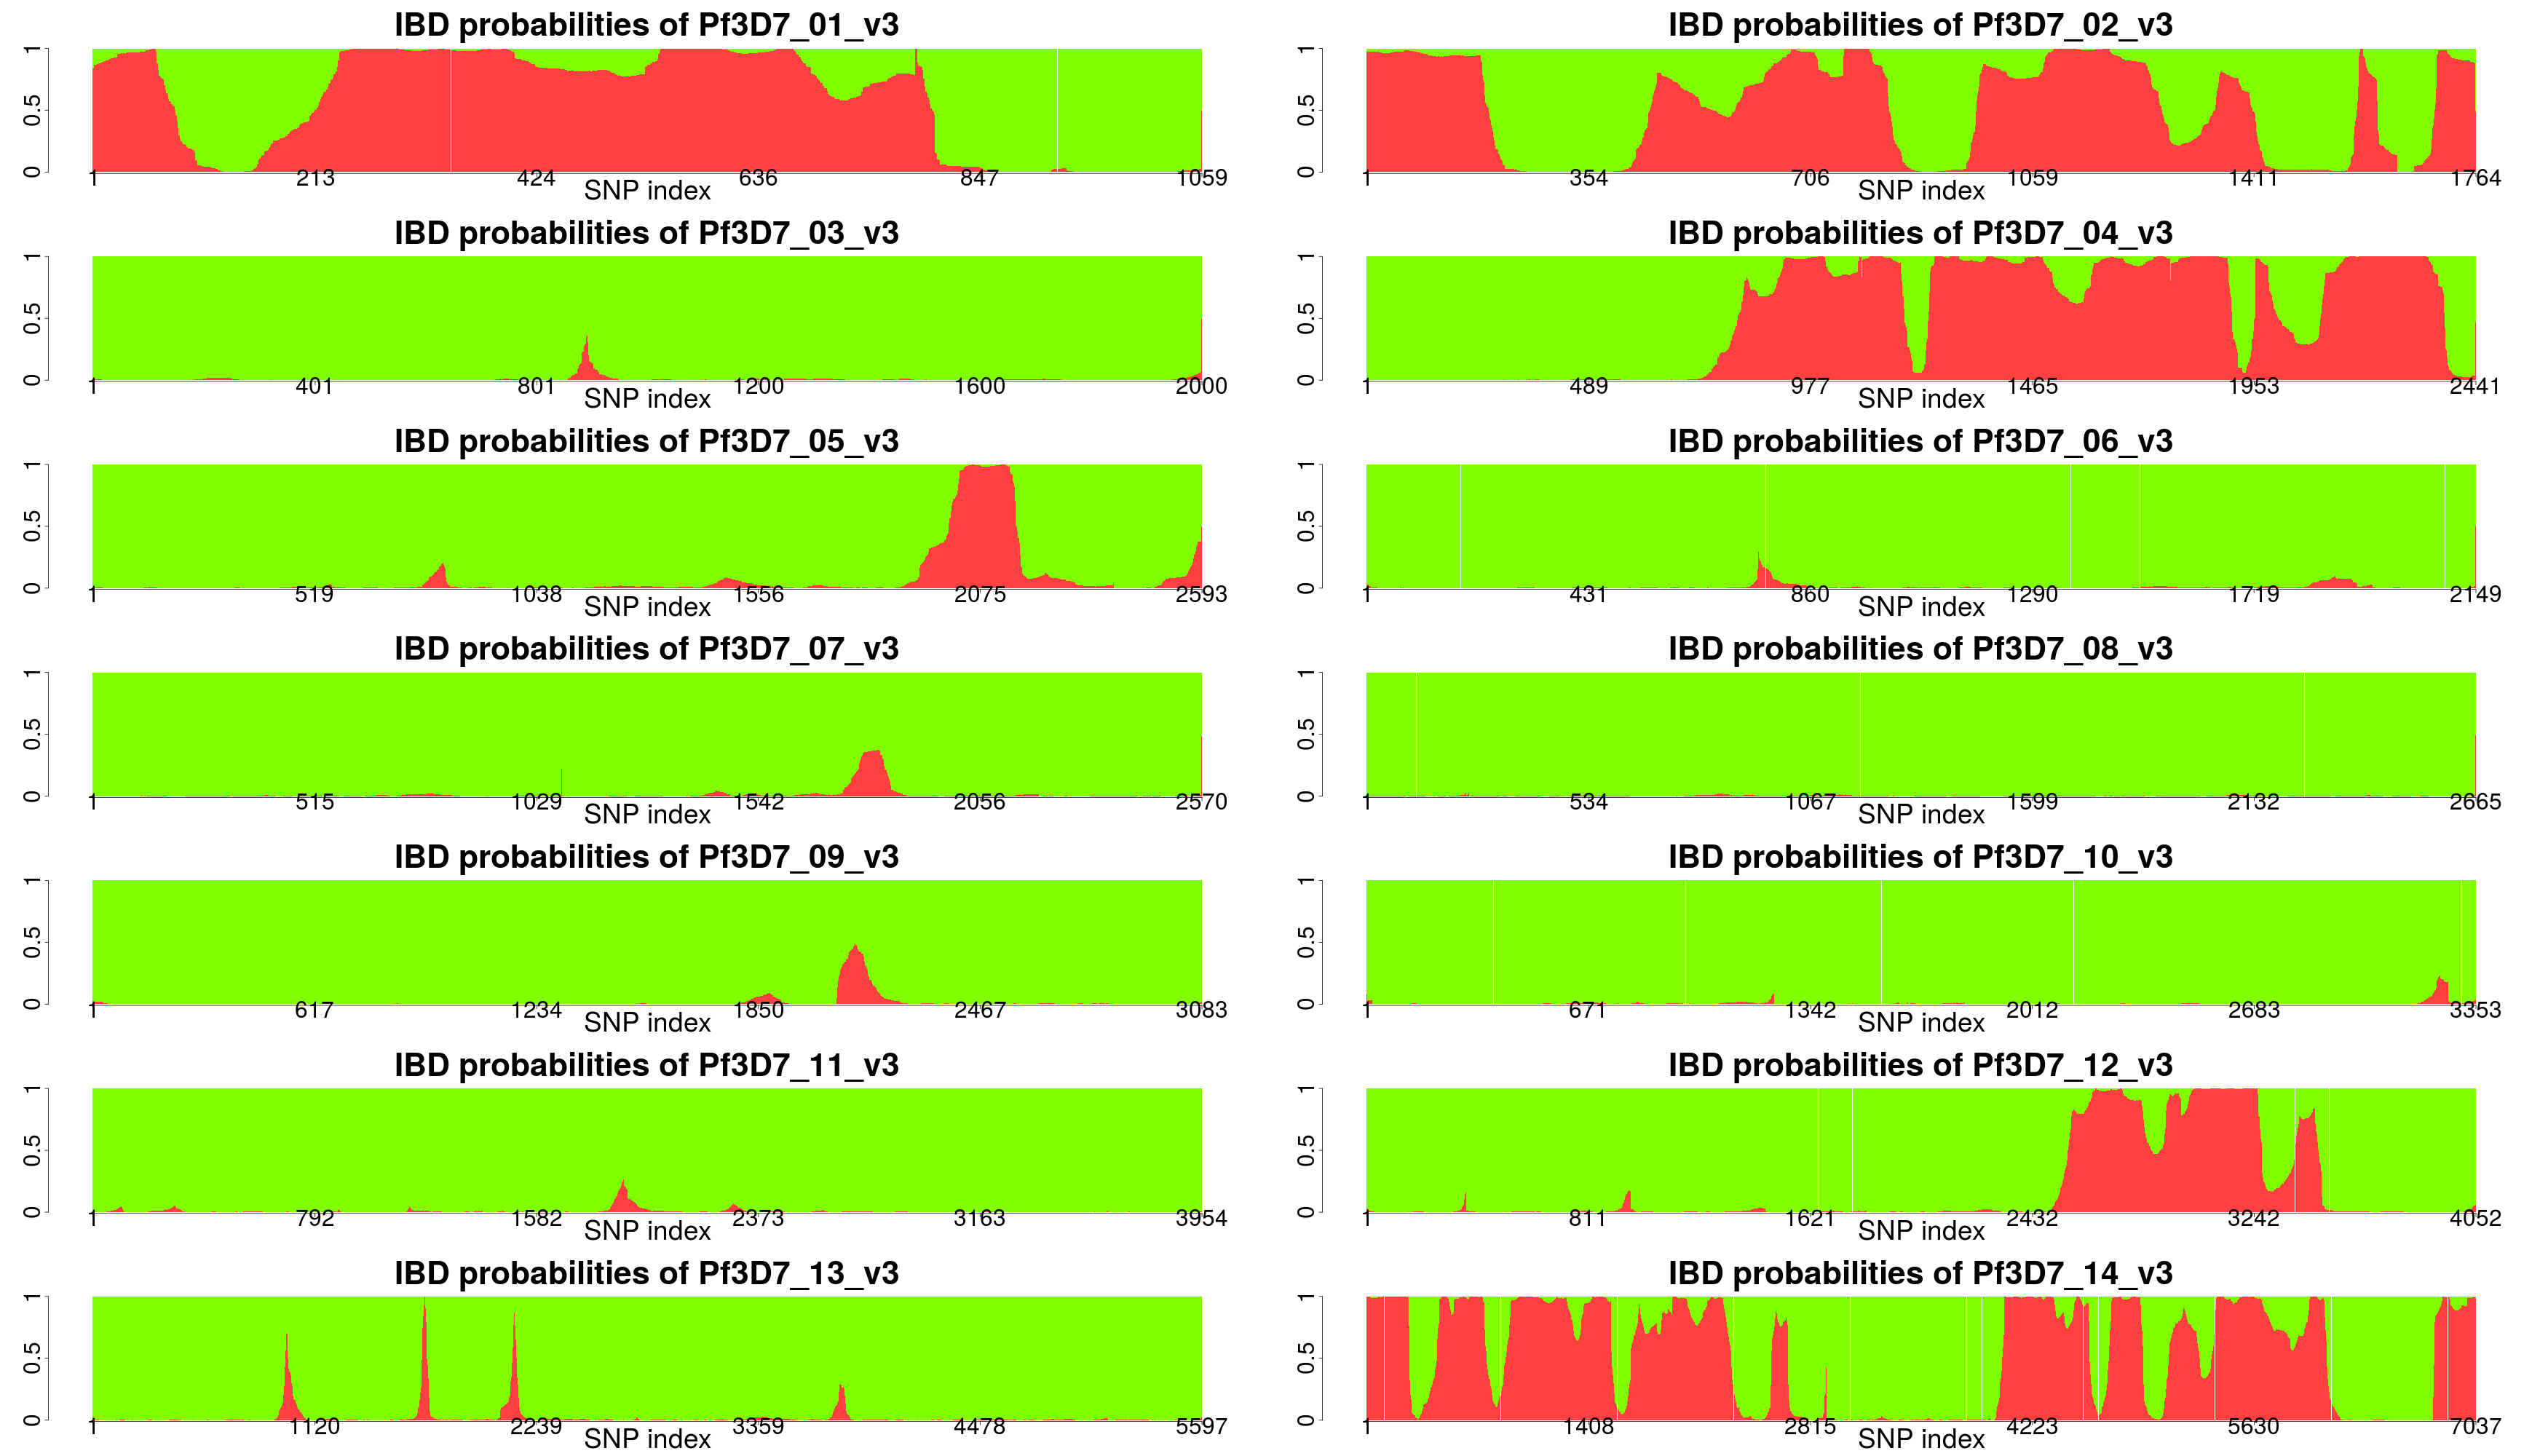 IBD probabilities of Pf3D7_01_v3
0 0.5 1
1 213 424 636 847 1059
SNP index
IBD probabilities of Pf3D7_02_v3
0 0.5 1
1 354 706 1059 1411 1764
SNP index
IBD probabilities of Pf3D7_03_v3
0 0.5 1
1 401 801 1200 1600 2000
SNP index
IBD probabilities of Pf3D7_04_v3
0 0.5 1
1 489 977 1465 1953 2441
SNP index
IBD probabilities of Pf3D7_05_v3
0 0.5 1
1 519 1038 1556 2075 2593
SNP index
IBD probabilities of Pf3D7_06_v3
0 0.5 1
1 431 860 1290 1719 2149
SNP index
IBD probabilities of Pf3D7_07_v3
0 0.5 1
1 515 1029 1542 2056 2570
SNP index
IBD probabilities of Pf3D7_08_v3
0 0.5 1
1 534 1067 1599 2132 2665
SNP index
IBD probabilities of Pf3D7_09_v3
0 0.5 1
1 617 1234 1850 2467 3083
SNP index
IBD probabilities of Pf3D7_10_v3
0 0.5 1
1 671 1342 2012 2683 3353
SNP index
IBD probabilities of Pf3D7_11_v3
0 0.5 1
1 792 1582 2373 3163 3954
SNP index
IBD probabilities of Pf3D7_12_v3
0 0.5 1
1 811 1621 2432 3242 4052
SNP index
IBD probabilities of Pf3D7_13_v3
0 0.5 1
1 1120 2239 3359 4478 5597
SNP index
IBD probabilities of Pf3D7_14_v3
0 0.5 1
1 1408 2815 4223 5630 7037
SNP index